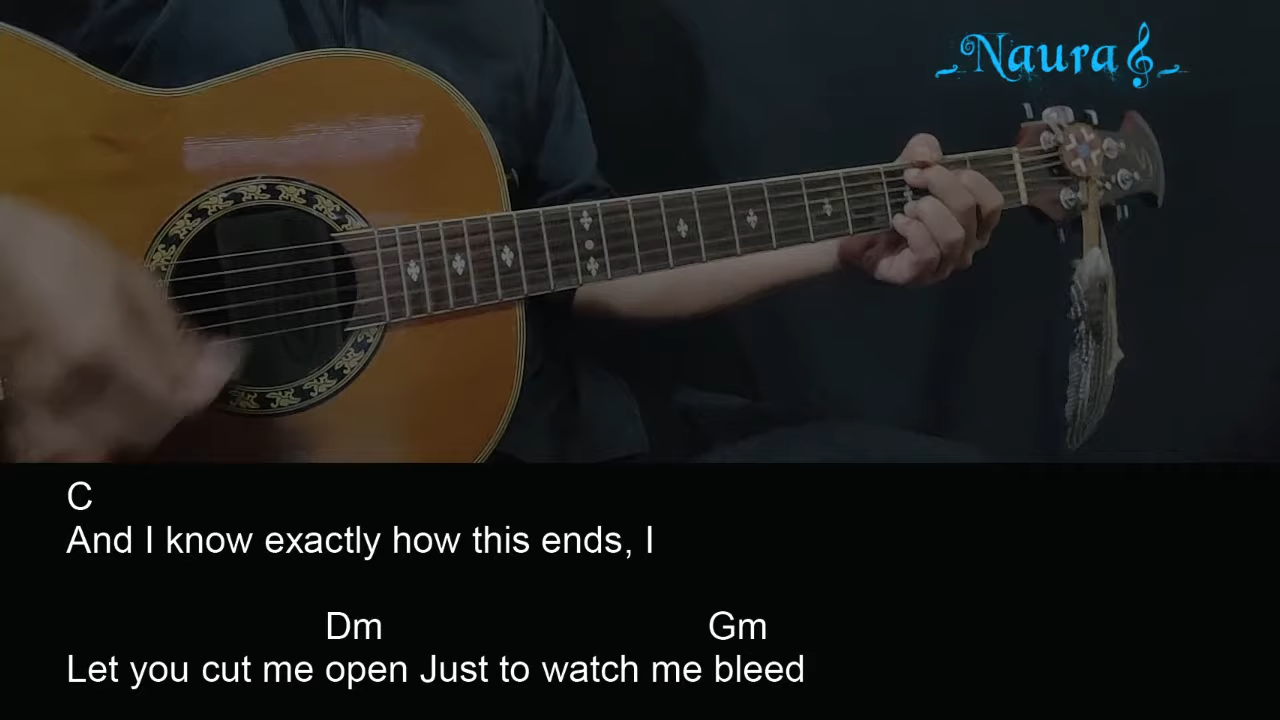 Naura
C
And I know exactly how this ends, I
Dm Gm
Let you cut me open Just to watch me bleed